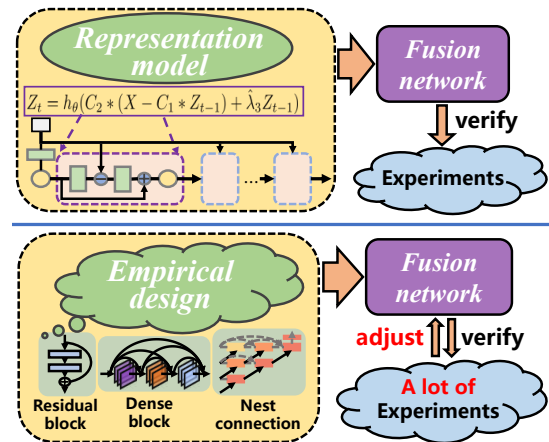 Representation
model
Fusion
network
Z_t = h_θ(C_2 * (X − C_1 * Z_{t−1}) + λ̂_3 Z_{t−1})
verify
Experiments
...
Empirical
design
Fusion
network
adjust
verify
A lot of
Experiments
Residual
block
Dense
block
Nest
connection